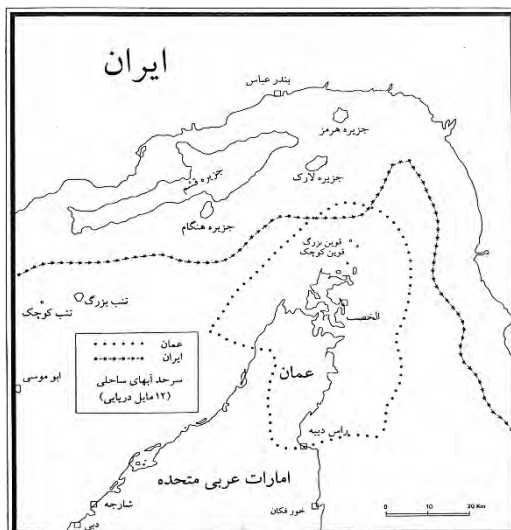 ایران
بندر عباس
جزیره هرمز
جزیره لارک
جزیره قشم
جزیره هنگام
قوین بزرگ
قوین کوچک
تنب بزرگ
تنب کوچک
الخصب
عمان
ایران
سرحد آبهای ساحلی
(۱۲ مایل دریایی)
ابو موسی
عمان
راس دیبه
امارات عربی متحده
شارجه
دبی
خور فکان
0 10 20 Km